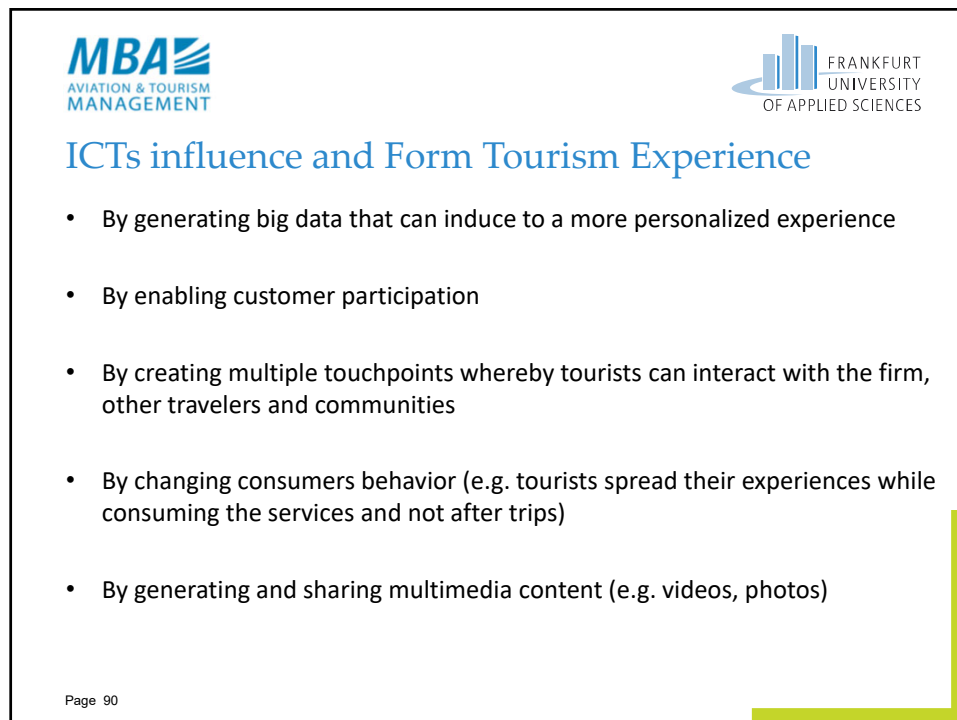 MBA
AVIATION & TOURISM
MANAGEMENT
FRANKFURT
UNIVERSITY
OF APPLIED SCIENCES
ICTs influence and Form Tourism Experience
• By generating big data that can induce to a more personalized experience
• By enabling customer participation
• By creating multiple touchpoints whereby tourists can interact with the firm,
other travelers and communities
• By changing consumers behavior (e.g. tourists spread their experiences while
consuming the services and not after trips)
• By generating and sharing multimedia content (e.g. videos, photos)
Page 90